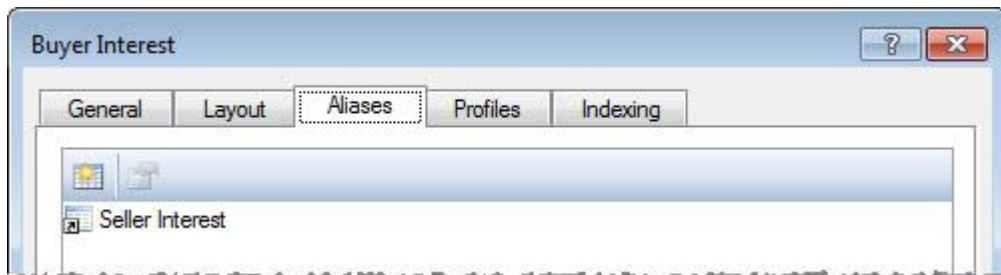 Buyer Interest
General Layout Aliases Profiles Indexing
Seller Interest